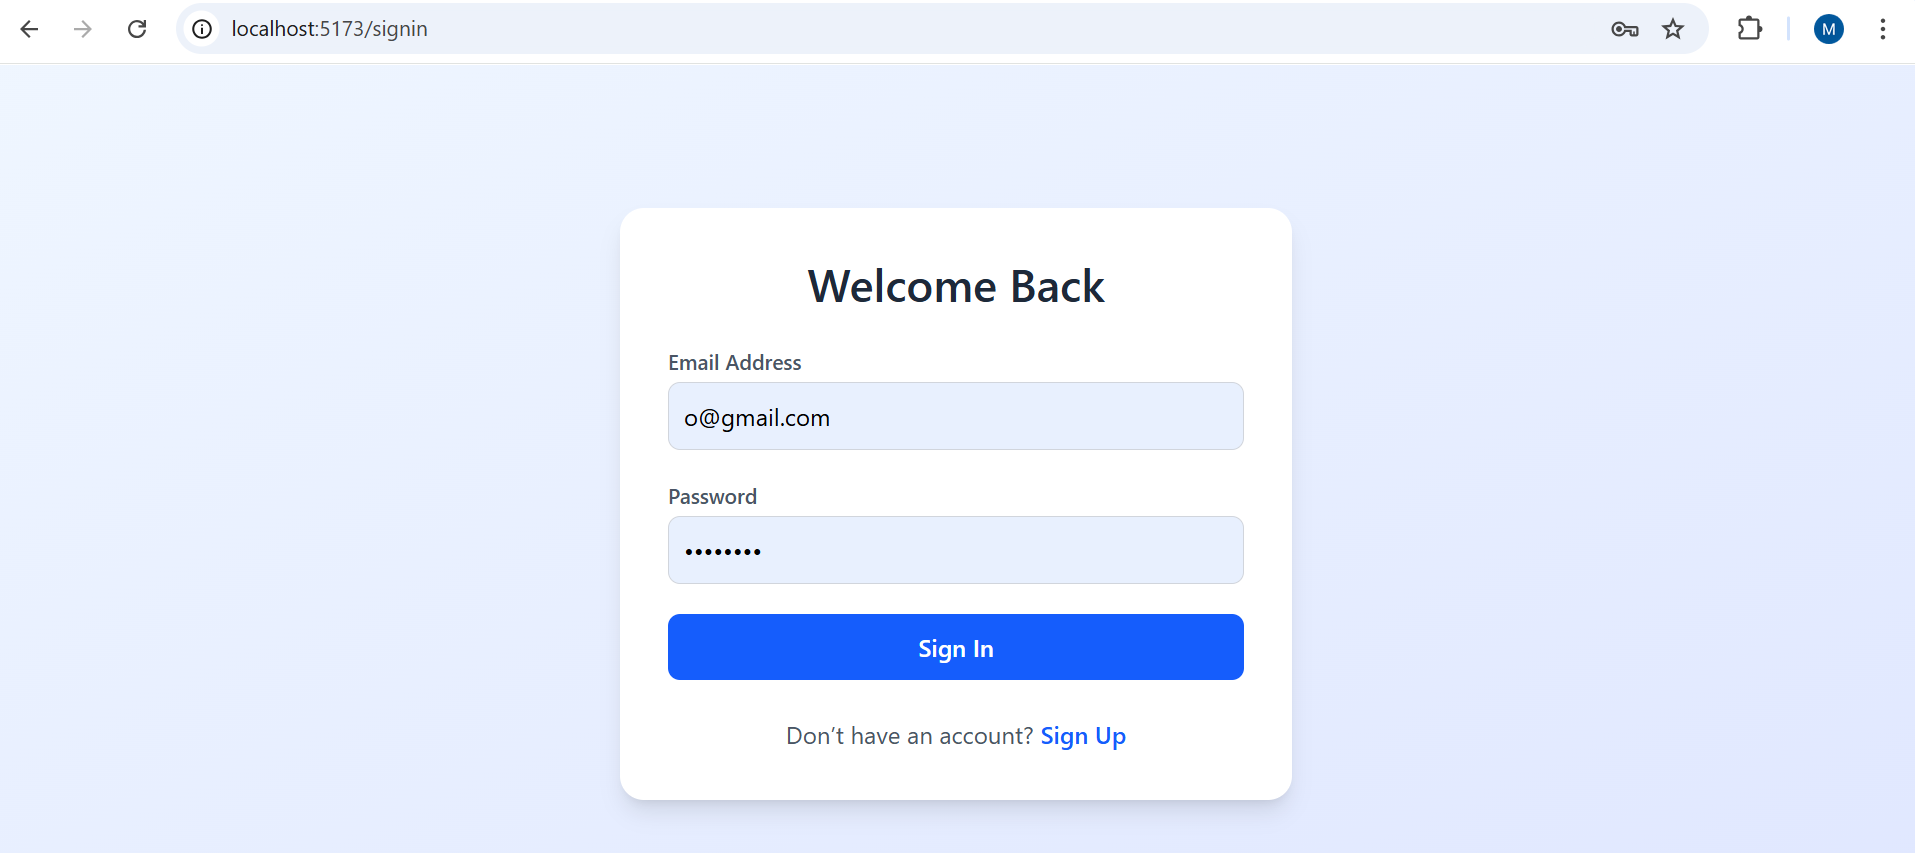 localhost:5173/signin
M
Welcome Back
Email Address
o@gmail.com
Password
••••••••
Sign In
Don’t have an account? Sign Up